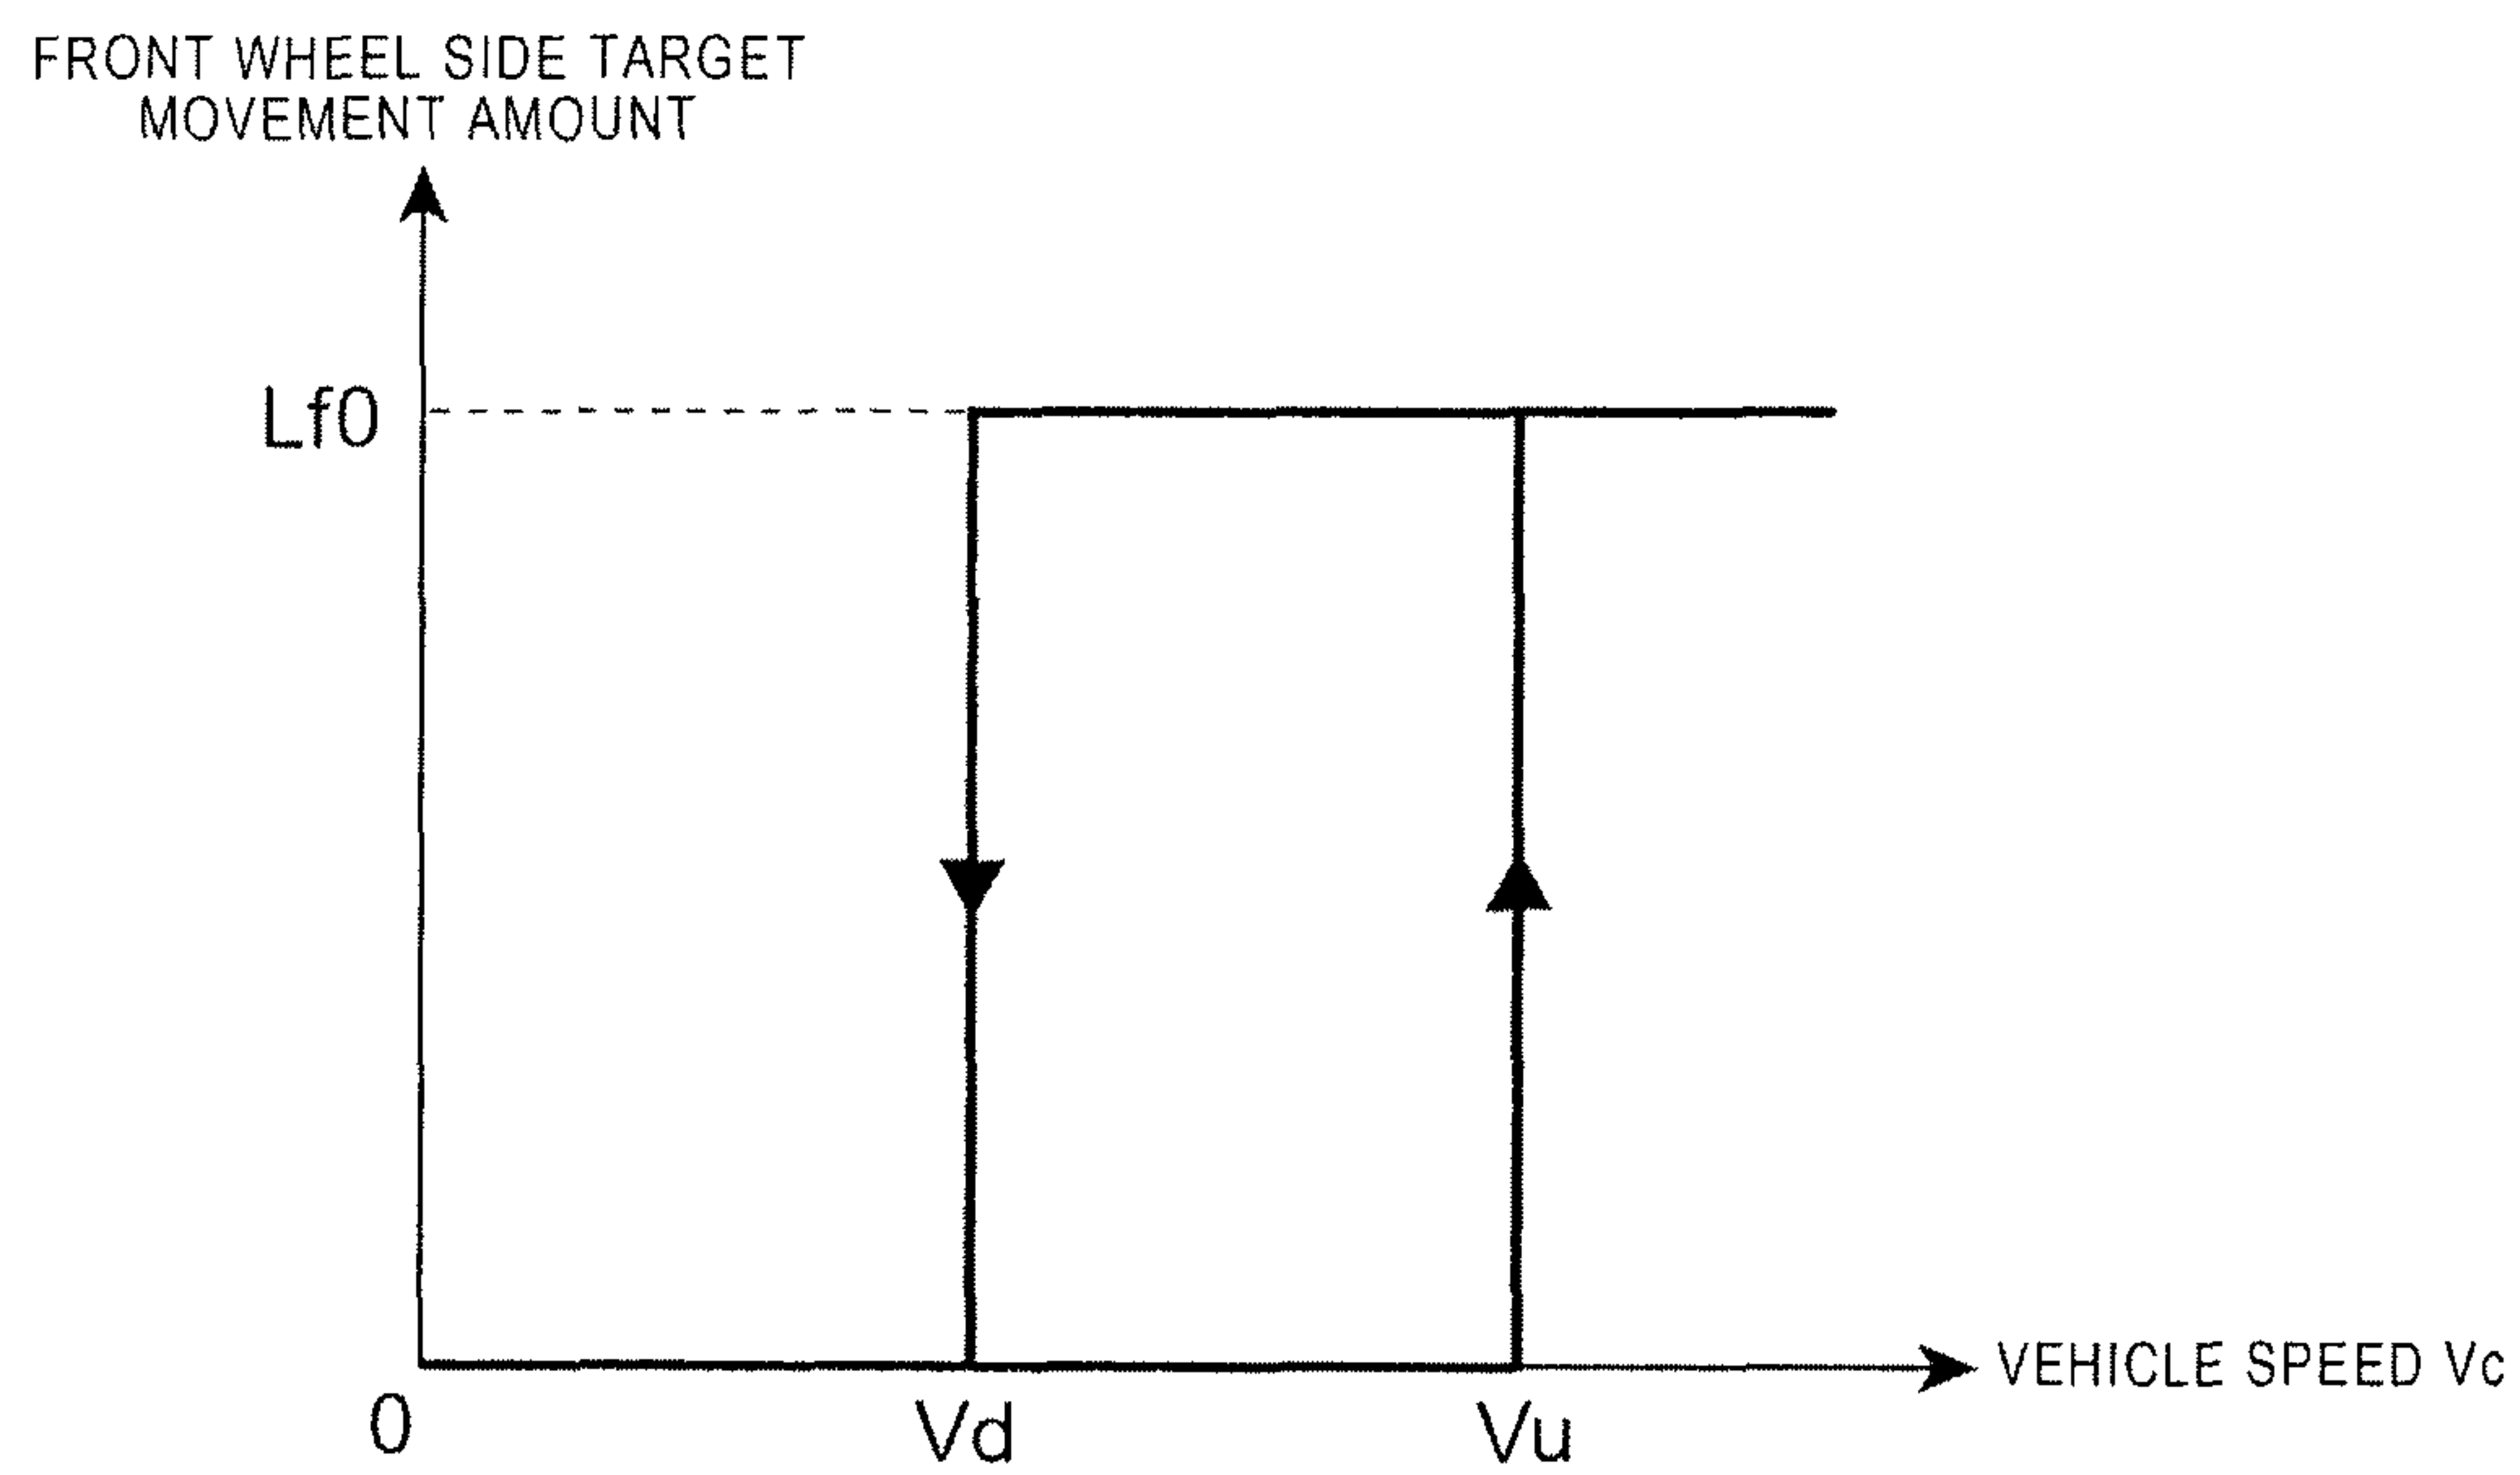 FRONT WHEEL SIDE TARGET
MOVEMENT AMOUNT
Lf0
0
Vd
Vu
VEHICLE SPEED Vc